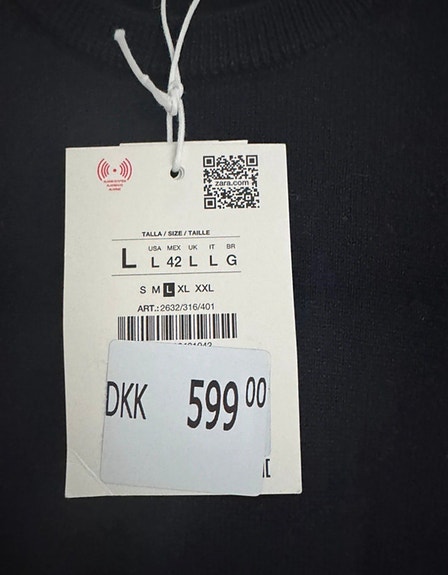 zara.com
TALLA / SIZE / TAILLE
USA MEX UK IT BR
L L 42 L L G
S M L XL XXL
ART.: 2632/316/401
DKK 599 00